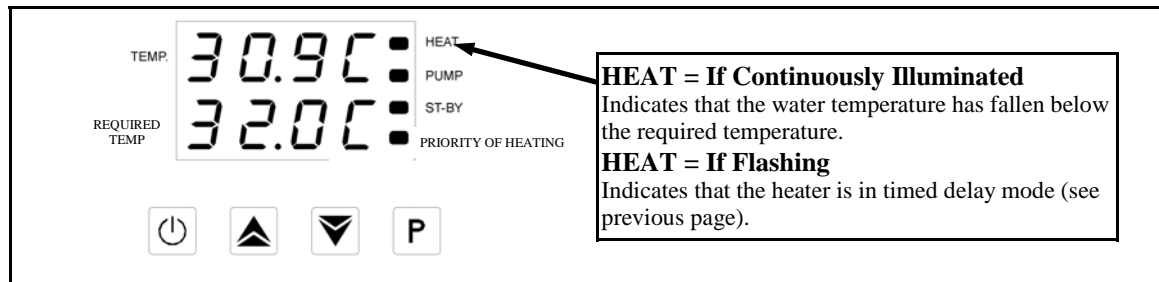 TEMP.
30.9C
HEAT
PUMP
REQUIRED
TEMP
32.0C
ST-BY
PRIORITY OF HEATING
P
HEAT = If Continuously Illuminated
Indicates that the water temperature has fallen below
the required temperature.
HEAT = If Flashing
Indicates that the heater is in timed delay mode (see
previous page).